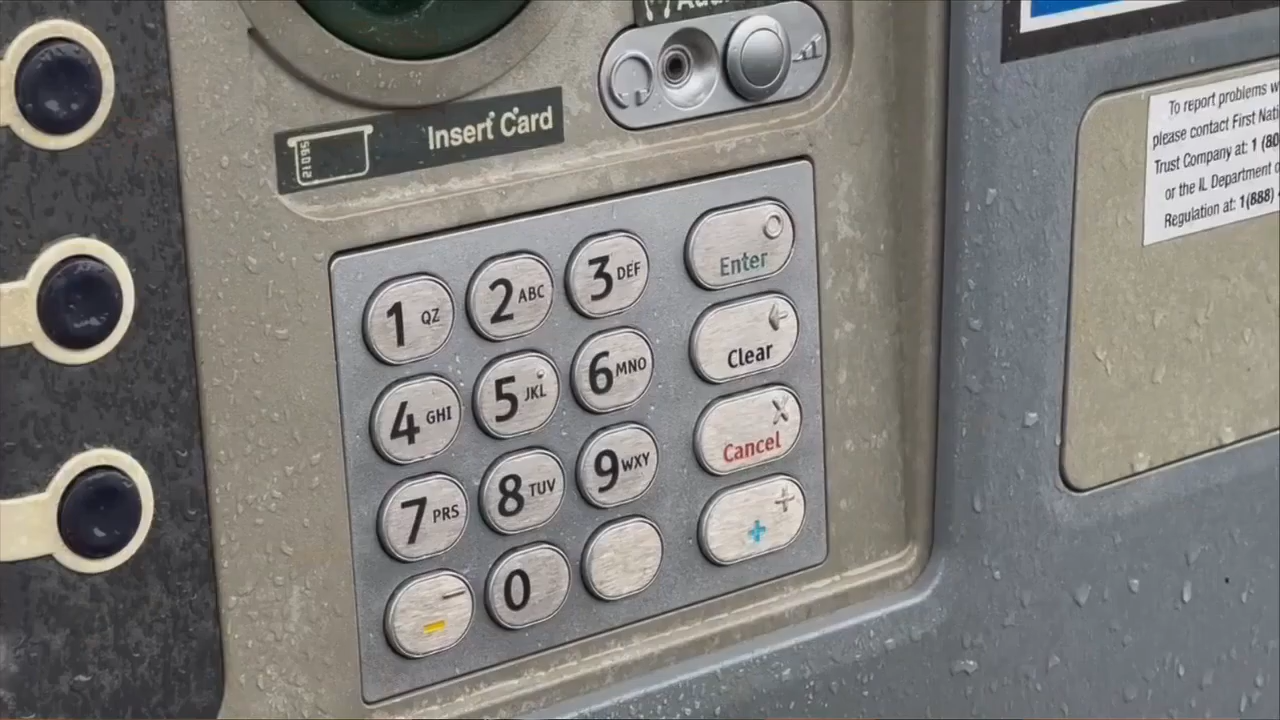 Insert Card
To report problems
please contact First
Trust Company at: 1
or the IL Department
Regulation at: 1(888)
1 QZ
2 ABC
3 DEF
Enter
4 GHI
5 JKL
6 MNO
Clear
7 PRS
8 TUV
9 WXY
Cancel
-
0
+